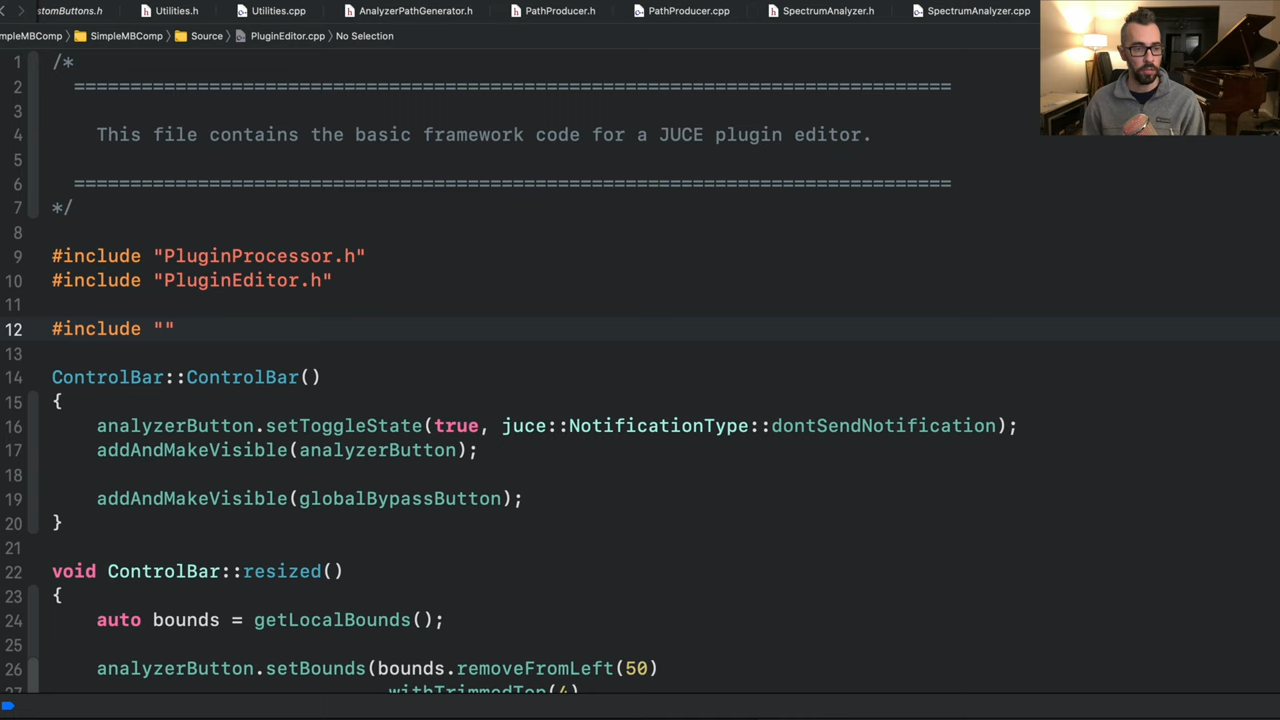 stomButtons.h Utilities.h Utilities.cpp AnalyzerPathGenerator.h PathProducer.h PathProducer.cpp SpectrumAnalyzer.h SpectrumAnalyzer.cpp
mpleMBComp SimpleMBComp Source PluginEditor.cpp No Selection
1 /*
2 ==============================================================================
3
4 This file contains the basic framework code for a JUCE plugin editor.
5
6 ==============================================================================
7 */
8
9 #include "PluginProcessor.h"
10 #include "PluginEditor.h"
11
12 #include ""
13
14 ControlBar::ControlBar()
15 {
16 analyzerButton.setToggleState(true, juce::NotificationType::dontSendNotification);
17 addAndMakeVisible(analyzerButton);
18
19 addAndMakeVisible(globalBypassButton);
20 }
21
22 void ControlBar::resized()
23 {
24 auto bounds = getLocalBounds();
25
26 analyzerButton.setBounds(bounds.removeFromLeft(50)
27 .withTrimmedTop(4)